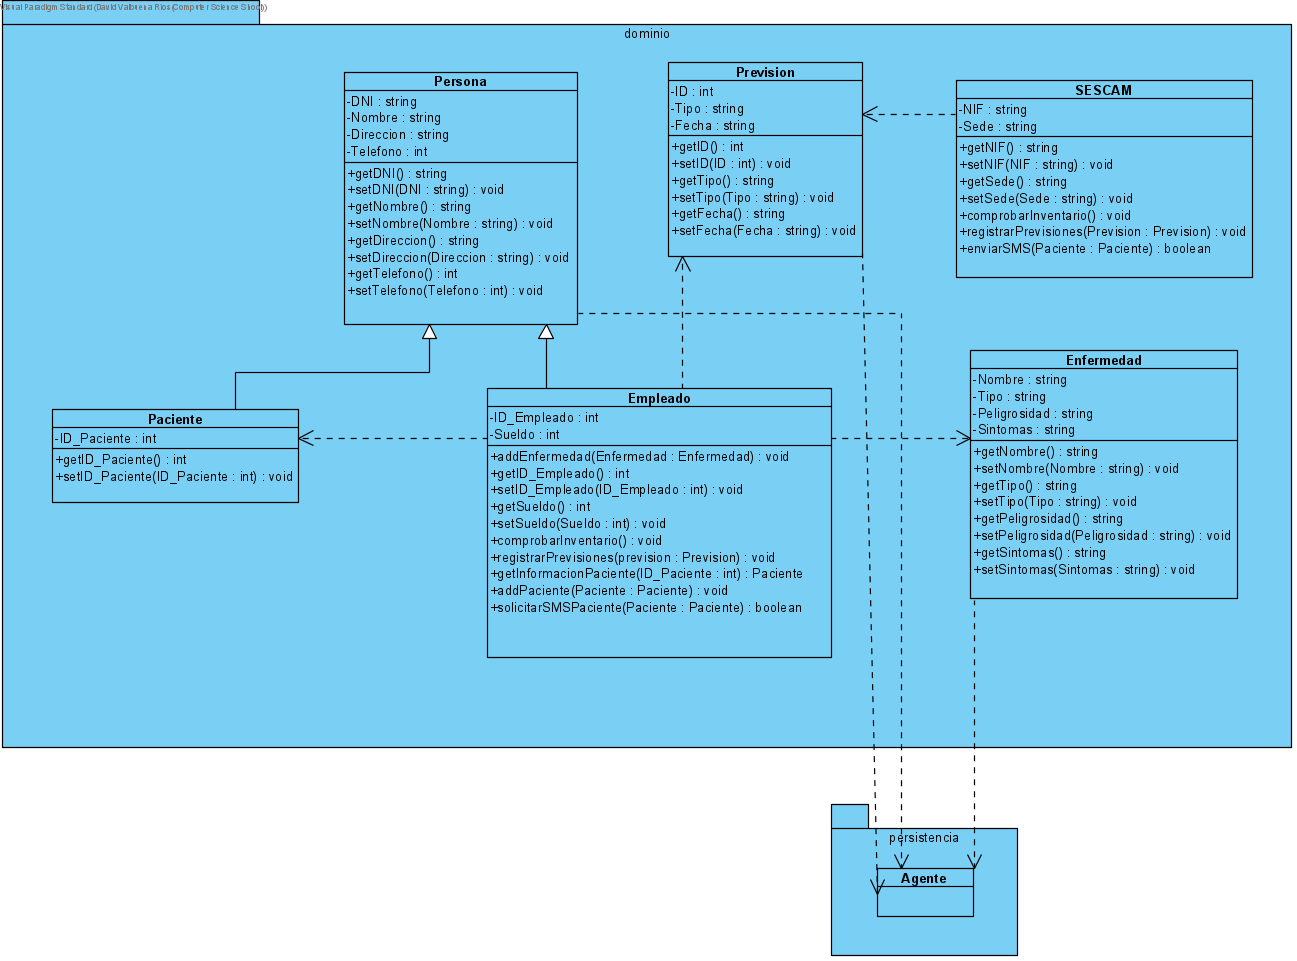 Visual Paradigm Standard (David Valbuena Rios (Computer Science School))
dominio
Persona
-DNI : string
-Nombre : string
-Direccion : string
-Telefono : int
+getDNI() : string
+setDNI(DNI : string) : void
+getNombre() : string
+setNombre(Nombre : string) : void
+getDireccion() : string
+setDireccion(Direccion : string) : void
+getTelefono() : int
+setTelefono(Telefono : int) : void
Prevision
-ID : int
-Tipo : string
-Fecha : string
+getID() : int
+setID(ID : int) : void
+getTipo() : string
+setTipo(Tipo : string) : void
+getFecha() : string
+setFecha(Fecha : string) : void
SESCAM
-NIF : string
-Sede : string
+getNIF() : string
+setNIF(NIF : string) : void
+getSede() : string
+setSede(Sede : string) : void
+comprobarInventario() : void
+registrarPrevisiones(Prevision : Prevision) : void
+enviarSMS(Paciente : Paciente) : boolean
Paciente
-ID_Paciente : int
+getID_Paciente() : int
+setID_Paciente(ID_Paciente : int) : void
Empleado
-ID_Empleado : int
-Sueldo : int
+addEnfermedad(Enfermedad : Enfermedad) : void
+getID_Empleado() : int
+setID_Empleado(ID_Empleado : int) : void
+getSueldo() : int
+setSueldo(Sueldo : int) : void
+comprobarInventario() : void
+registrarPrevisiones(prevision : Prevision) : void
+getInformacionPaciente(ID_Paciente : int) : Paciente
+addPaciente(Paciente : Paciente) : void
+solicitarSMSPaciente(Paciente : Paciente) : boolean
Enfermedad
-Nombre : string
-Tipo : string
-Peligrosidad : string
-Sintomas : string
+getNombre() : string
+setNombre(Nombre : string) : void
+getTipo() : string
+setTipo(Tipo : string) : void
+getPeligrosidad() : string
+setPeligrosidad(Peligrosidad : string) : void
+getSintomas() : string
+setSintomas(Sintomas : string) : void
persistencia
Agente